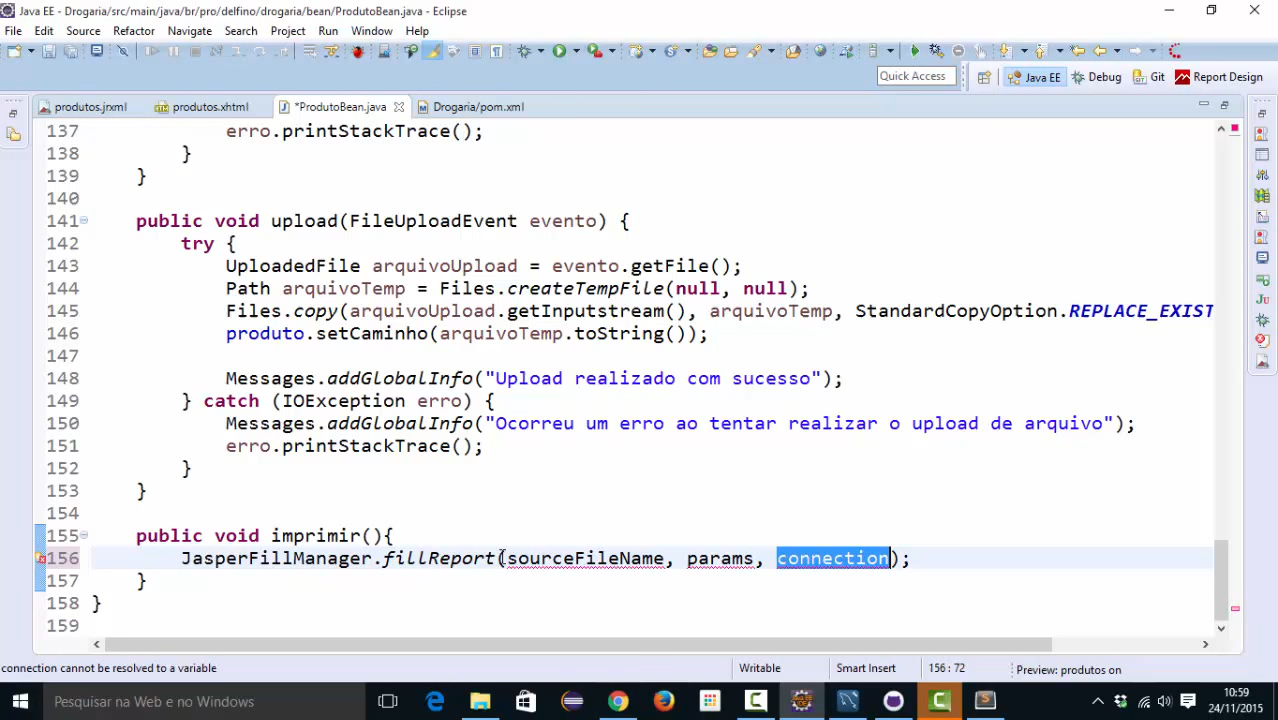 Java EE - Drogaria/src/main/java/br/pro/delfino/drogaria/bean/ProdutoBean.java - Eclipse
File Edit Source Refactor Navigate Search Project Run Window Help
Quick Access Java EE Debug Git Report Design
produtos.jrxml produtos.xhtml *ProdutoBean.java Drogaria/pom.xml
137 erro.printStackTrace();
138 }
139 }
140
141 public void upload(FileUploadEvent evento) {
142 try {
143 UploadedFile arquivoUpload = evento.getFile();
144 Path arquivoTemp = Files.createTempFile(null, null);
145 Files.copy(arquivoUpload.getInputstream(), arquivoTemp, StandardCopyOption.REPLACE_EXIST
146 produto.setCaminho(arquivoTemp.toString());
147
148 Messages.addGlobalInfo("Upload realizado com sucesso");
149 } catch (IOException erro) {
150 Messages.addGlobalInfo("Ocorreu um erro ao tentar realizar o upload de arquivo");
151 erro.printStackTrace();
152 }
153 }
154
155 public void imprimir(){
156 JasperFillManager.fillReport(sourceFileName, params, connection);
157 }
158 }
159
connection cannot be resolved to a variable Writable Smart Insert 156 : 72 Preview: produtos on
Pesquisar na Web e no Windows
10:59
24/11/2015